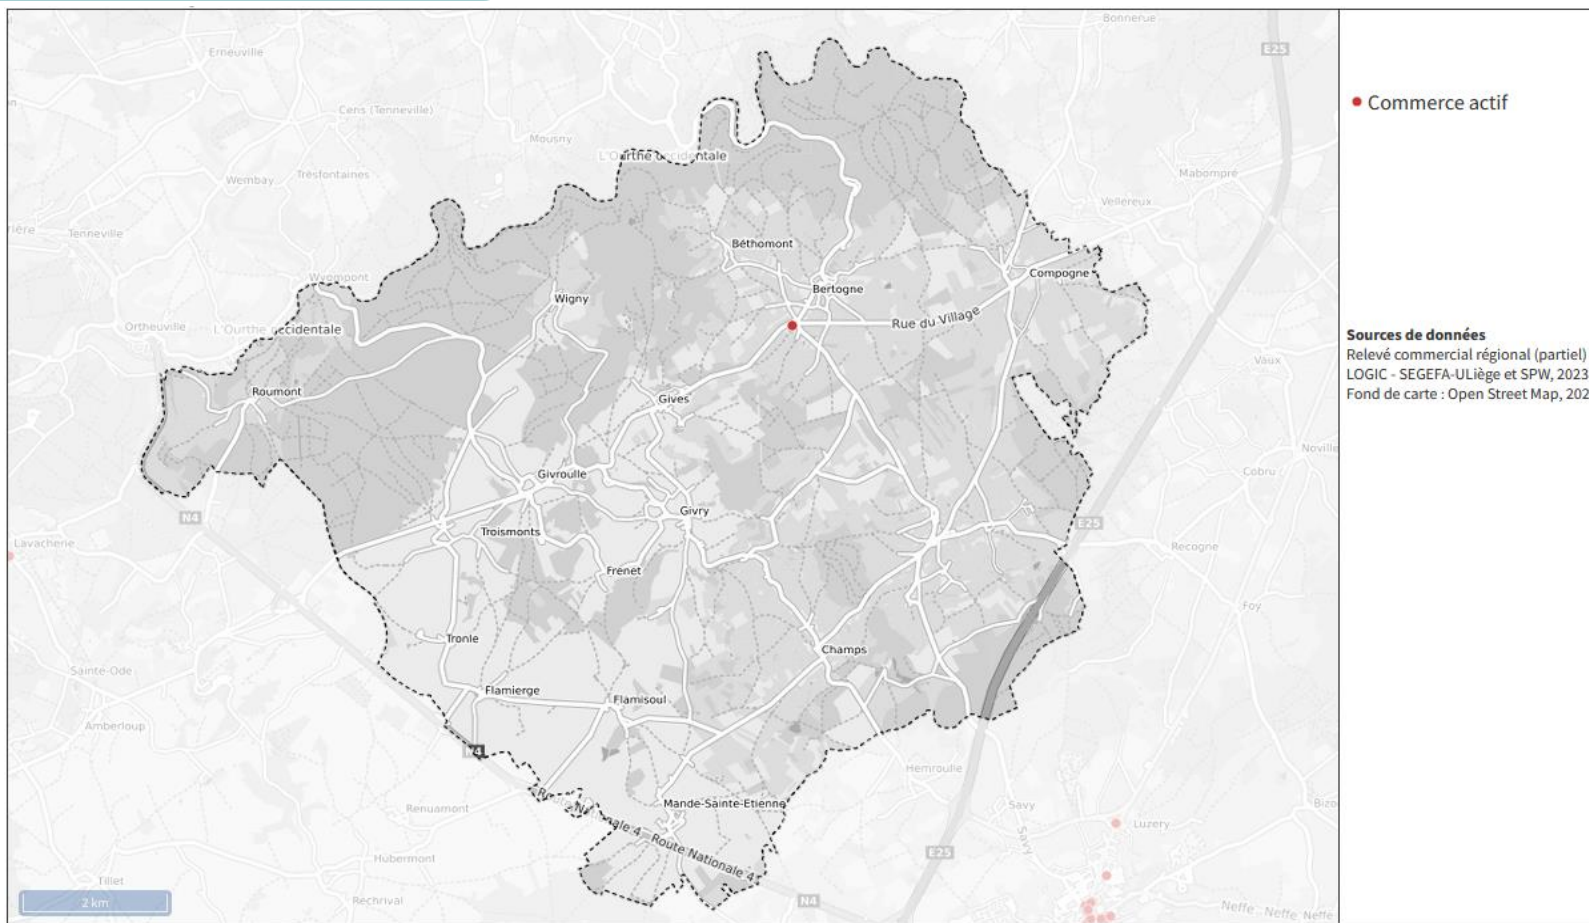 Bonnerue
E25
Erneuville
Cens (Tenneville)
Mousny
L'Ourthe occidentale
Trèsfontaines
Wembay
Mabompré
Vellereux
Tenneville
Béthomont
Compogne
Wyompont
Bertogne
Wigny
Rue du Village
Ortheuville
L'Ourthe occidentale
Vaux
Roumont
Gives
Noville
Givroulle
Cobru
Givry
N4
E25
Troismonts
Lavacherie
Recogne
Frenet
Foy
Tronle
Champs
Sainte-Ode
Flamierge
Flamisoul
Amberloup
N4
Hemroulle
Renuamont
Mande-Sainte-Etienne
Route Nationale 4
Route Nationale 4
Savy
Savy
Luzery
Hubermont
E25
Tillet
Rechrival
N4
Neffe
Neffe
Neffe
2 km
Commerce actif
Sources de données
Relevé commercial régional (partiel)
LOGIC - SEGEFA-ULiège et SPW, 2023
Fond de carte : Open Street Map, 202